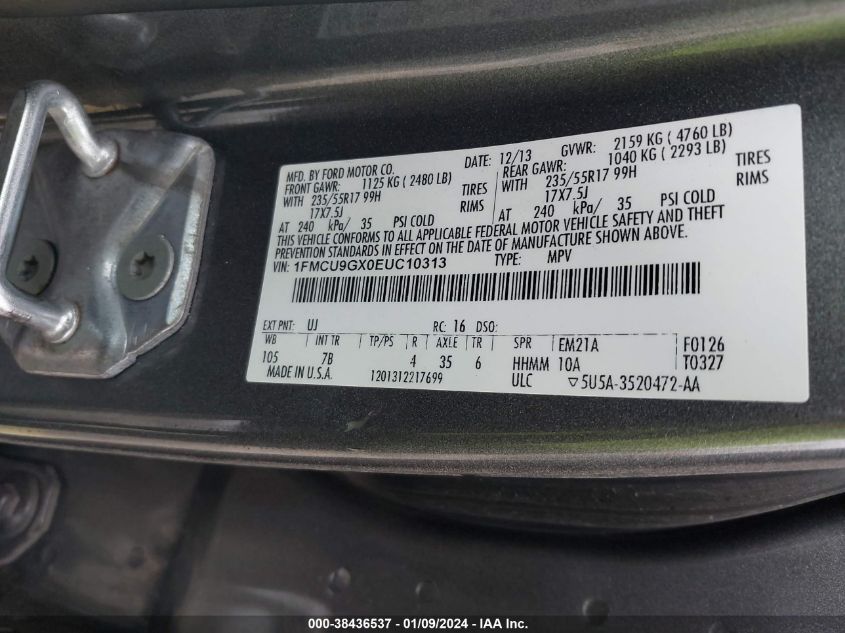 MFD. BY FORD MOTOR CO. DATE: 12/13 GVWR: 2159 KG ( 4760 LB)
FRONT GAWR: 1125 KG ( 2480 LB) REAR GAWR: 1040 KG ( 2293 LB)
WITH 235/55R17 99H TIRES WITH 235/55R17 99H TIRES
17X7.5J RIMS 17X7.5J RIMS
AT 240 kPa/ 35 PSI COLD AT 240 kPa/ 35 PSI COLD
THIS VEHICLE CONFORMS TO ALL APPLICABLE FEDERAL MOTOR VEHICLE SAFETY AND THEFT
PREVENTION STANDARDS IN EFFECT ON THE DATE OF MANUFACTURE SHOWN ABOVE.
VIN: 1FMCU9GX0EUC10313 TYPE: MPV
EXT PNT: UJ RC: 16 DSO:
WB INT TR TP/PS R AXLE TR SPR EM21A F0126
105 7B 4 35 6 HHMM 10A T0327
MADE IN U.S.A. 1201312217699 ULC ▽5U5A-3520472-AA
000-38436537 - 01/09/2024 - IAA Inc.